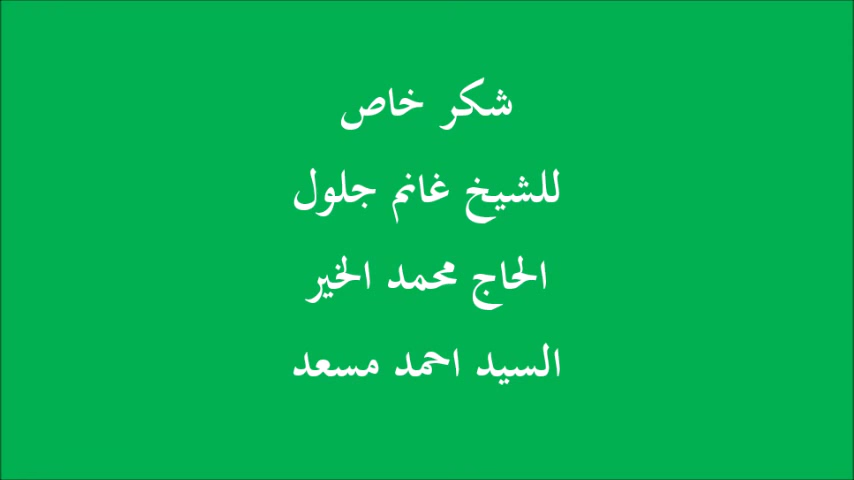 شكر خاص
للشيخ غانم جلول
الحاج محمد الخير
السيد احمد مسعد